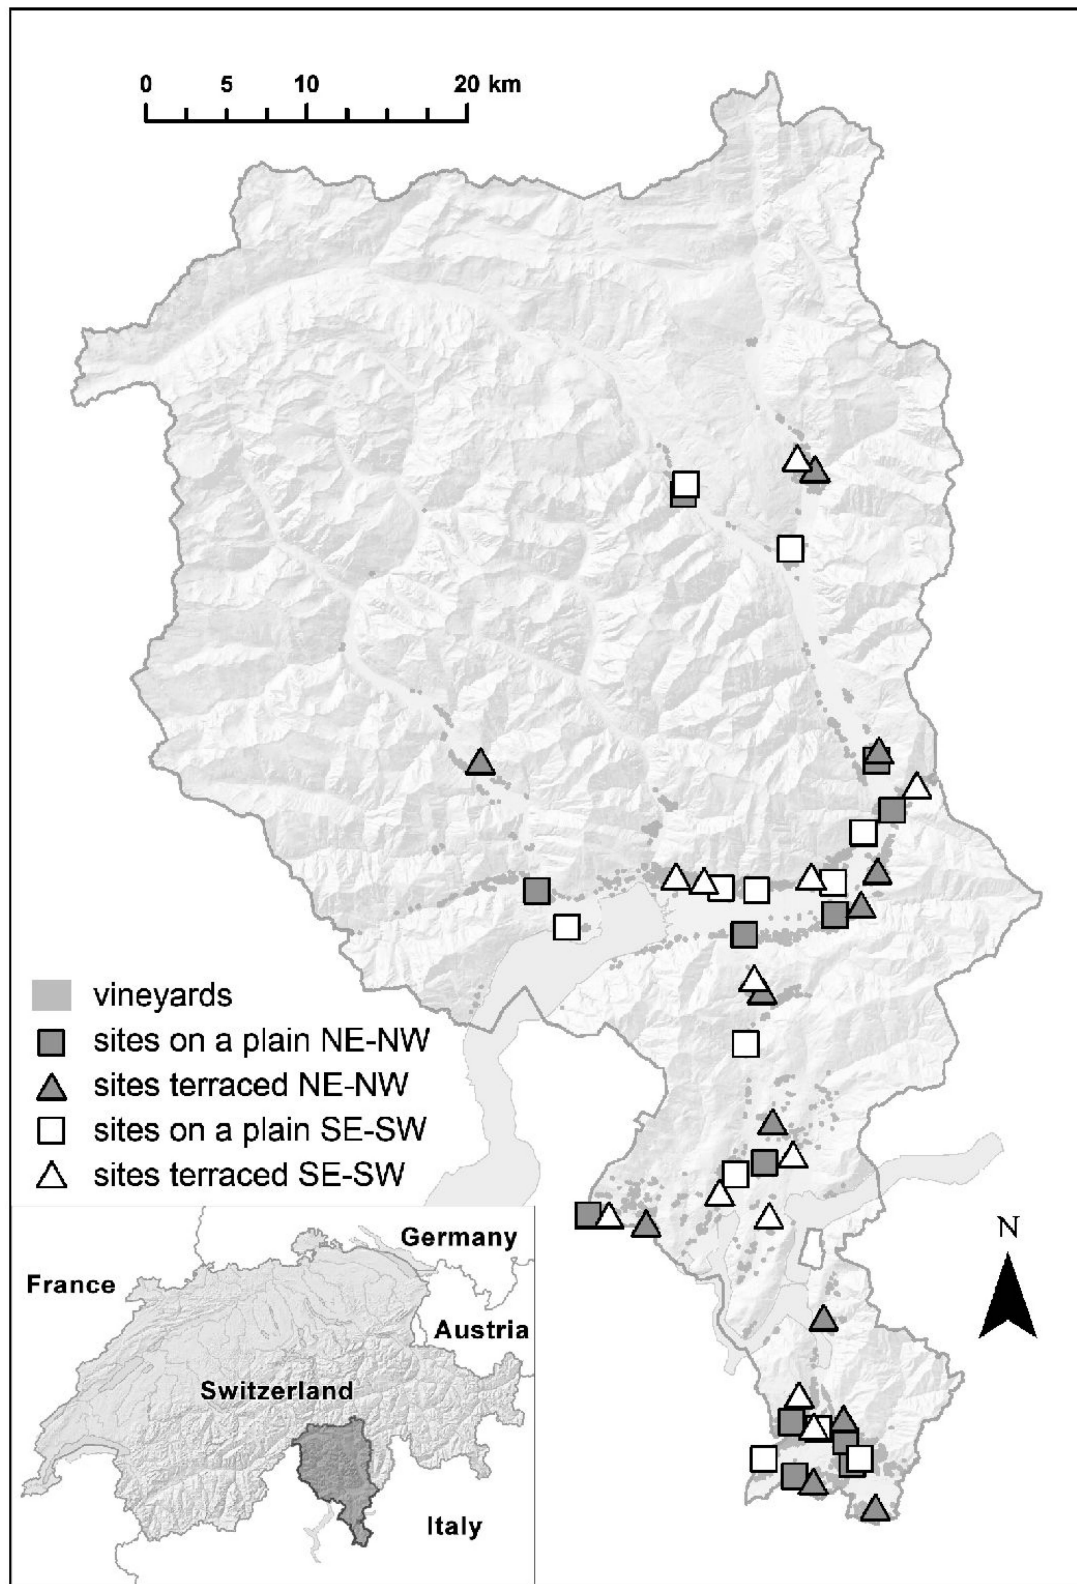 0 5 10 20 km
vineyards
sites on a plain NE-NW
sites terraced NE-NW
sites on a plain SE-SW
sites terraced SE-SW
N
Germany
France
Austria
Switzerland
Italy